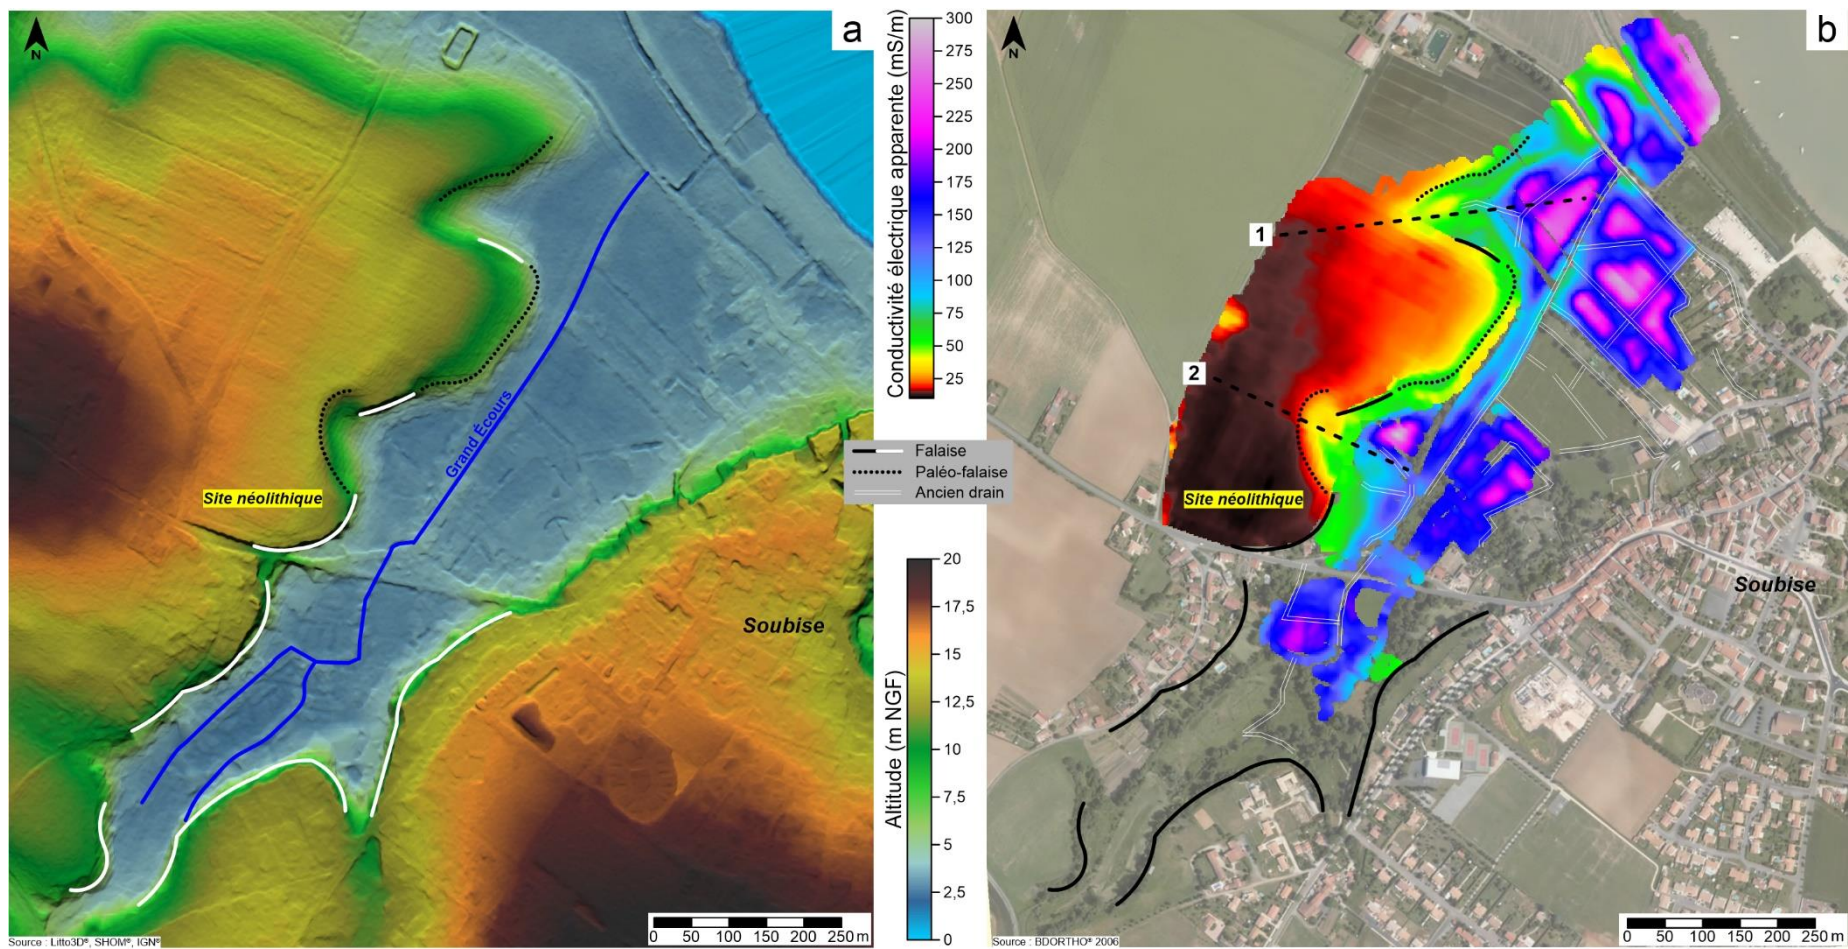 N
a
Grand Écours
Site néolithique
Soubise
0 50 100 150 200 250 m
Source : Litto3D®, SHOM®, IGN®
Conductivité électrique apparente (mS/m)
300
275
250
225
200
175
150
125
100
75
50
25
Falaise
Paléo-falaise
Ancien drain
Altitude (m NGF)
20
17,5
15
12,5
10
7,5
5
2,5
0
N
b
1
2
Site néolithique
Soubise
0 50 100 150 200 250 m
Source : BDORTHO® 2006